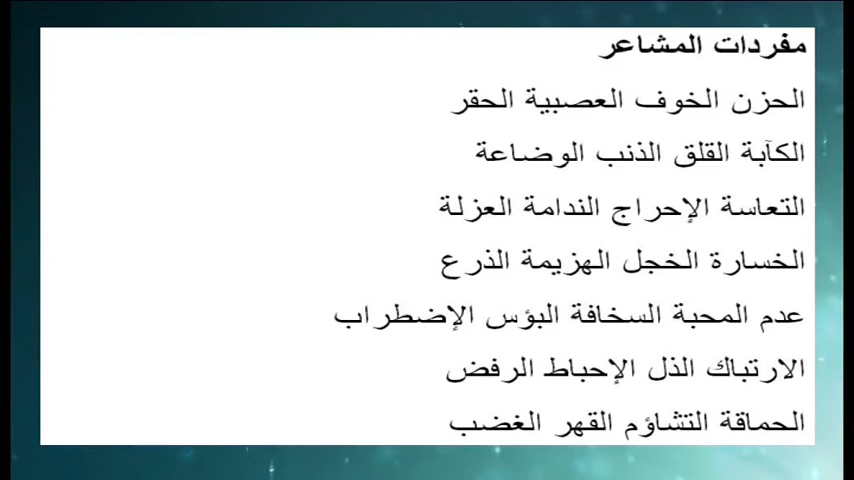 مفردات المشاعر
الحزن الخوف العصبية الحقر
الكآبة القلق الذنب الوضاعة
التعاسة الإحراج الندامة العزلة
الخسارة الخجل الهزيمة الذرع
عدم المحبة السخافة البؤس الإضطراب
الارتباك الذل الإحباط الرفض
الحماقة التشاؤم القهر الغضب